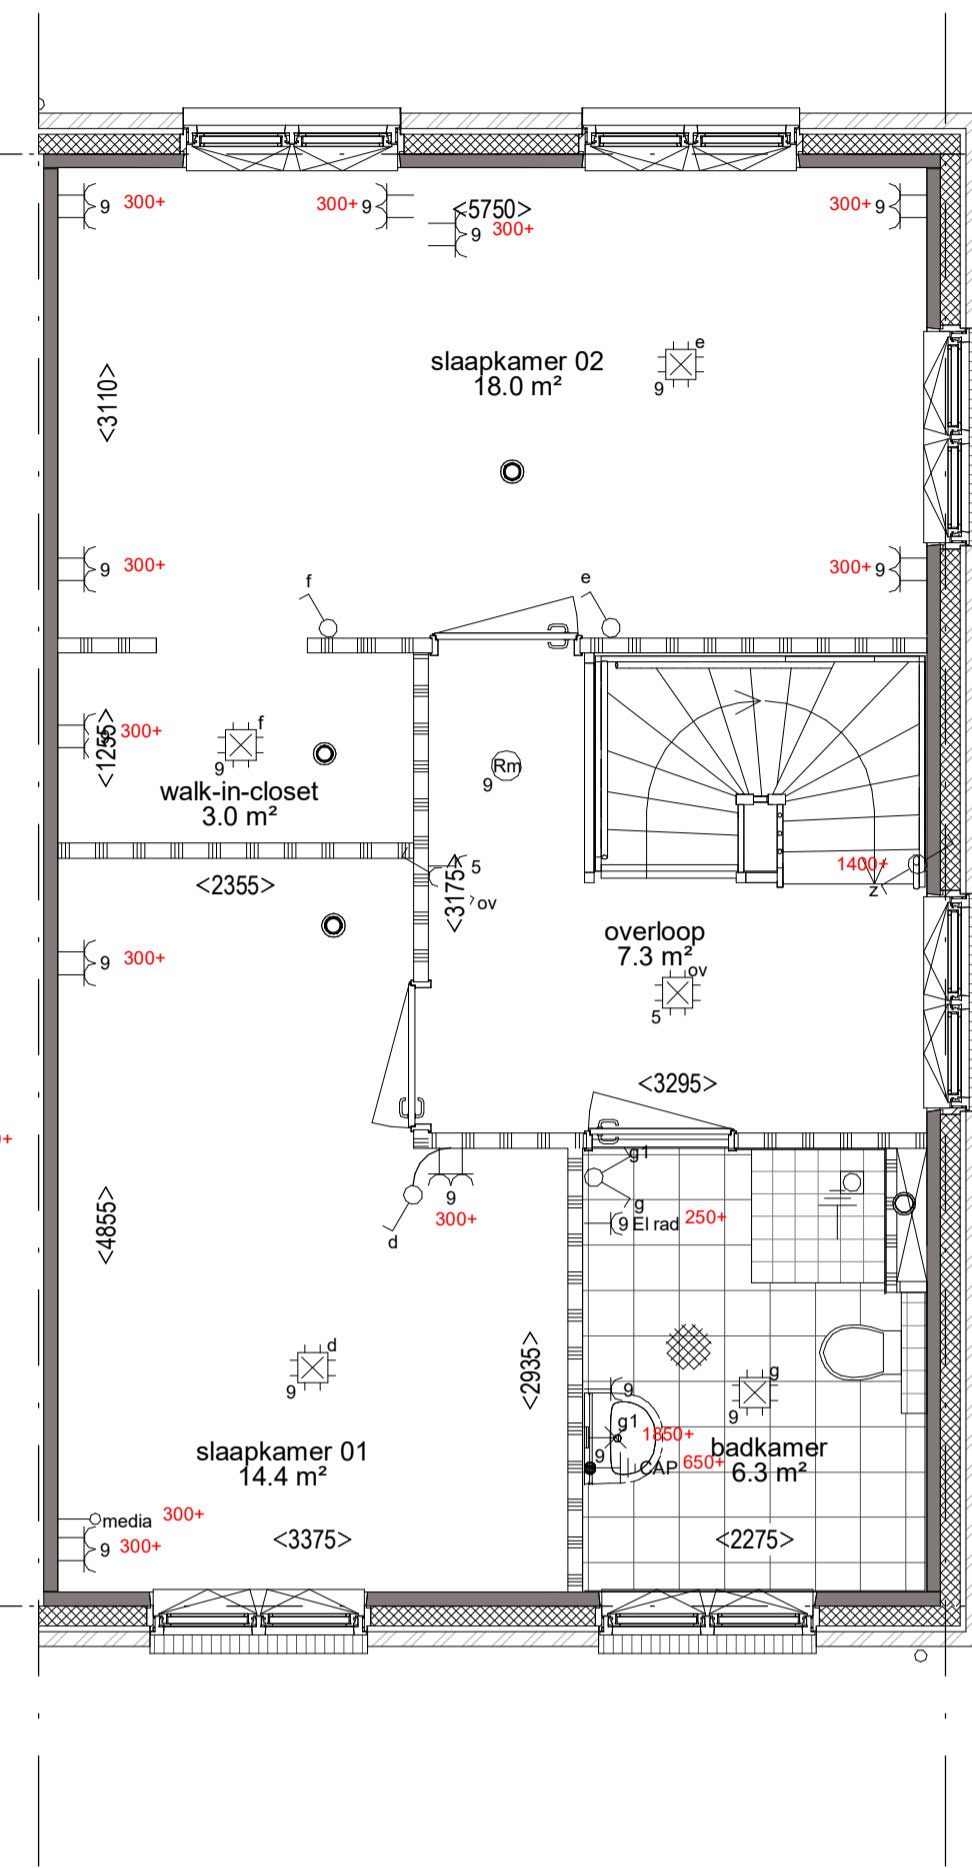 9 300+
300+ 9
<5750>
9 300+
300+ 9
e
slaapkamer 02
18.0 m²
9
<3110>
9 300+
300+ 9
f
e
f
<1255>
9 300+
9
walk-in-closet
3.0 m²
Rm
9
<2355>
<3175>
5
ov
1400+
z
overloop
7.3 m²
ov
5
9 300+
<3295>
0+
g1
g
9 El rad 250+
9
300+
d
<4855>
<2935>
d
9
9
g
9
g1
1850+
9
CAP 650+
badkamer
6.3 m²
slaapkamer 01
14.4 m²
media 300+
9 300+
<3375>
<2275>